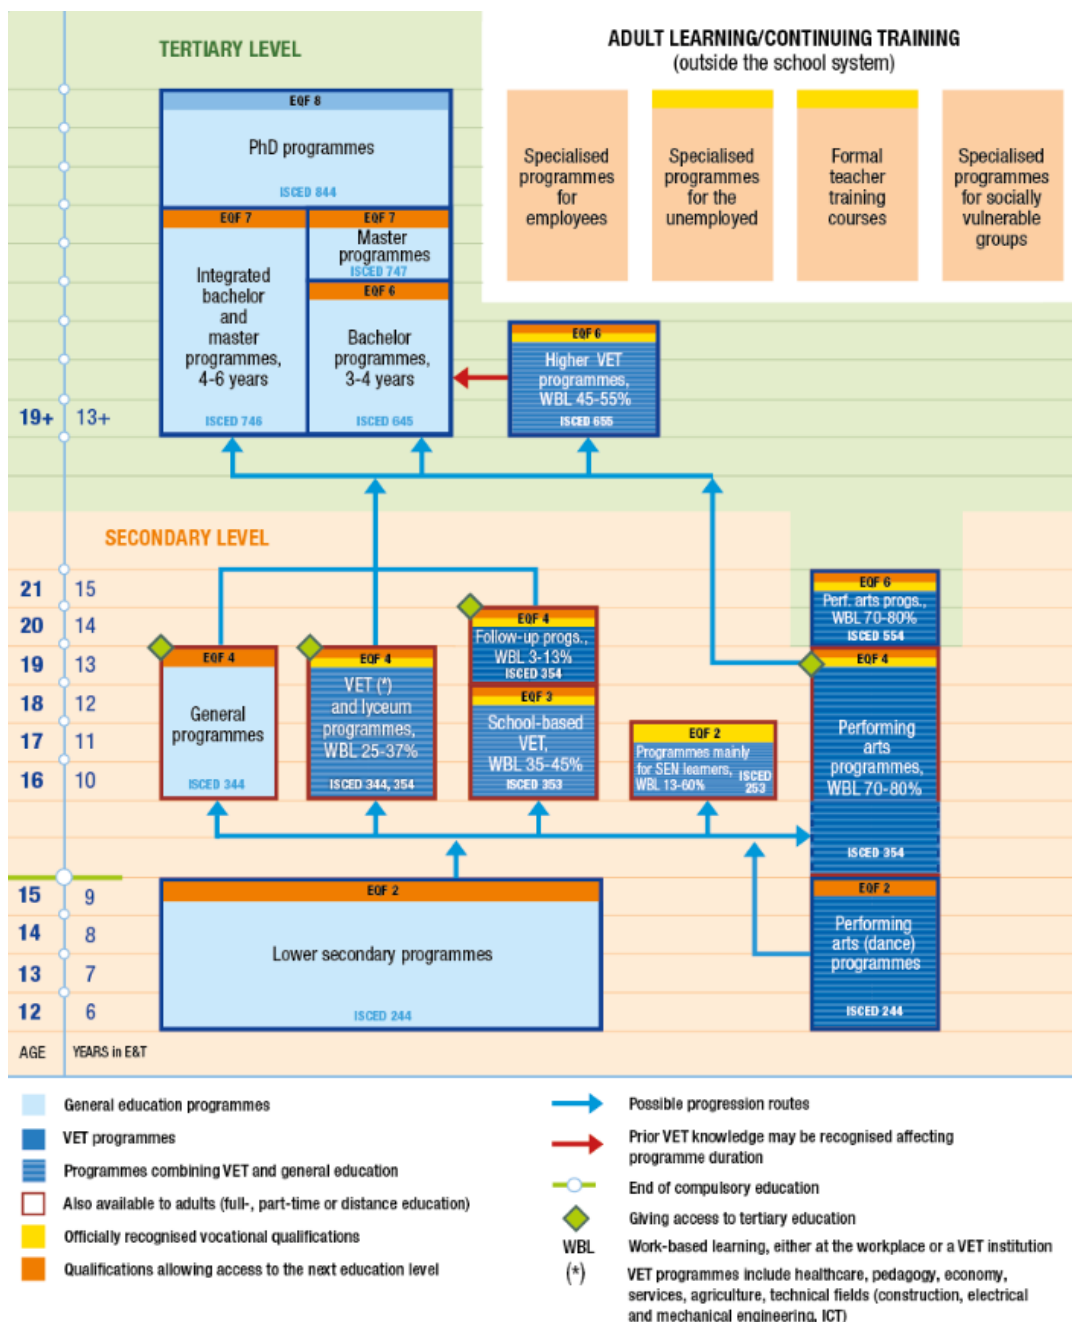 TERTIARY LEVEL
ADULT LEARNING/CONTINUING TRAINING
(outside the school system)
EQF 8
PhD programmes
ISCED 844
EQF 7
Integrated
bachelor
and
master
programmes,
4-6 years
ISCED 746
EQF 7
Master
programmes
ISCED 747
EQF 6
Bachelor
programmes,
3-4 years
ISCED 645
Specialised
programmes
for
employees
Specialised
programmes
for the
unemployed
Formal
teacher
training
courses
Specialised
programmes
for socially
vulnerable
groups
EQF 6
Higher VET
programmes,
WBL 45-55%
ISCED 655
19+ 13+
SECONDARY LEVEL
21 15
20 14
19 13
18 12
17 11
16 10
EQF 4
General
programmes
ISCED 344
EQF 4
VET (*)
and lyceum
programmes,
WBL 25-37%
ISCED 344, 354
EQF 4
Follow-up progs.,
WBL 3-13%
ISCED 354
EQF 3
School-based
VET,
WBL 35-45%
ISCED 353
EQF 2
Programmes mainly
for SEN learners,
WBL 13-60%
ISCED
253
EQF 6
Perf. arts progs.,
WBL 70-80%
ISCED 554
EQF 4
Performing
arts
programmes,
WBL 70-80%
ISCED 354
EQF 2
Performing
arts (dance)
programmes
ISCED 244
15 9
14 8
13 7
12 6
EQF 2
Lower secondary programmes
ISCED 244
AGE YEARS in E&T
General education programmes
VET programmes
Programmes combining VET and general education
Also available to adults (full-, part-time or distance education)
Officially recognised vocational qualifications
Qualifications allowing access to the next education level
Possible progression routes
Prior VET knowledge may be recognised affecting
programme duration
End of compulsory education
Giving access to tertiary education
WBL Work-based learning, either at the workplace or a VET institution
(*) VET programmes include healthcare, pedagogy, economy,
services, agriculture, technical fields (construction, electrical
and mechanical engineering, ICT)